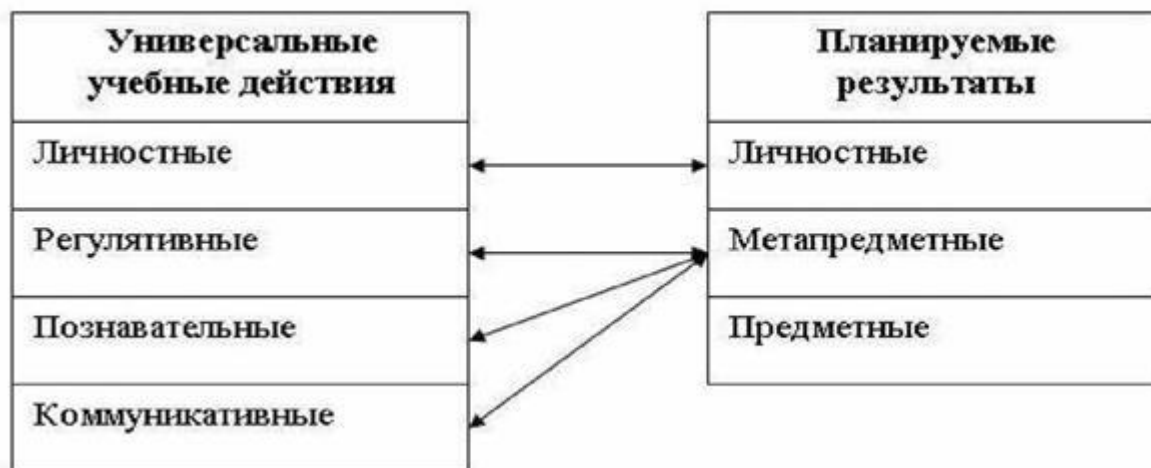 Универсальные
учебные действия
Личностные
Регулятивные
Познавательные
Коммуникативные
Планируемые
результаты
Личностные
Метапредметные
Предметные